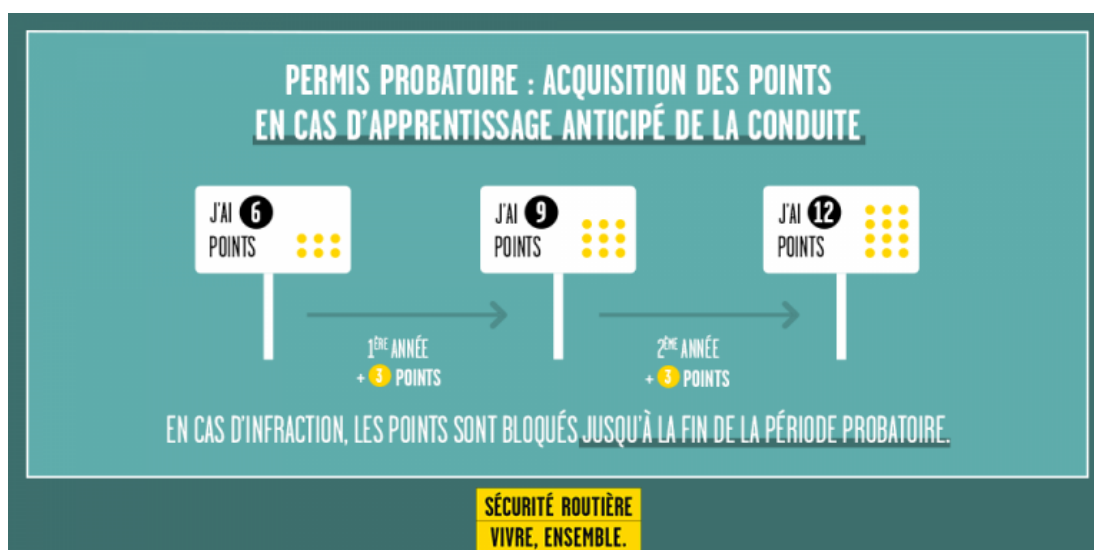 PERMIS PROBATOIRE : ACQUISITION DES POINTS
EN CAS D'APPRENTISSAGE ANTICIPÉ DE LA CONDUITE
J'AI 6
POINTS
J'AI 9
POINTS
J'AI 12
POINTS
1ÈRE ANNÉE
+ 3 POINTS
2ÈME ANNÉE
+ 3 POINTS
EN CAS D'INFRACTION, LES POINTS SONT BLOQUÉS JUSQU'À LA FIN DE LA PÉRIODE PROBATOIRE.
SÉCURITÉ ROUTIÈRE
VIVRE, ENSEMBLE.